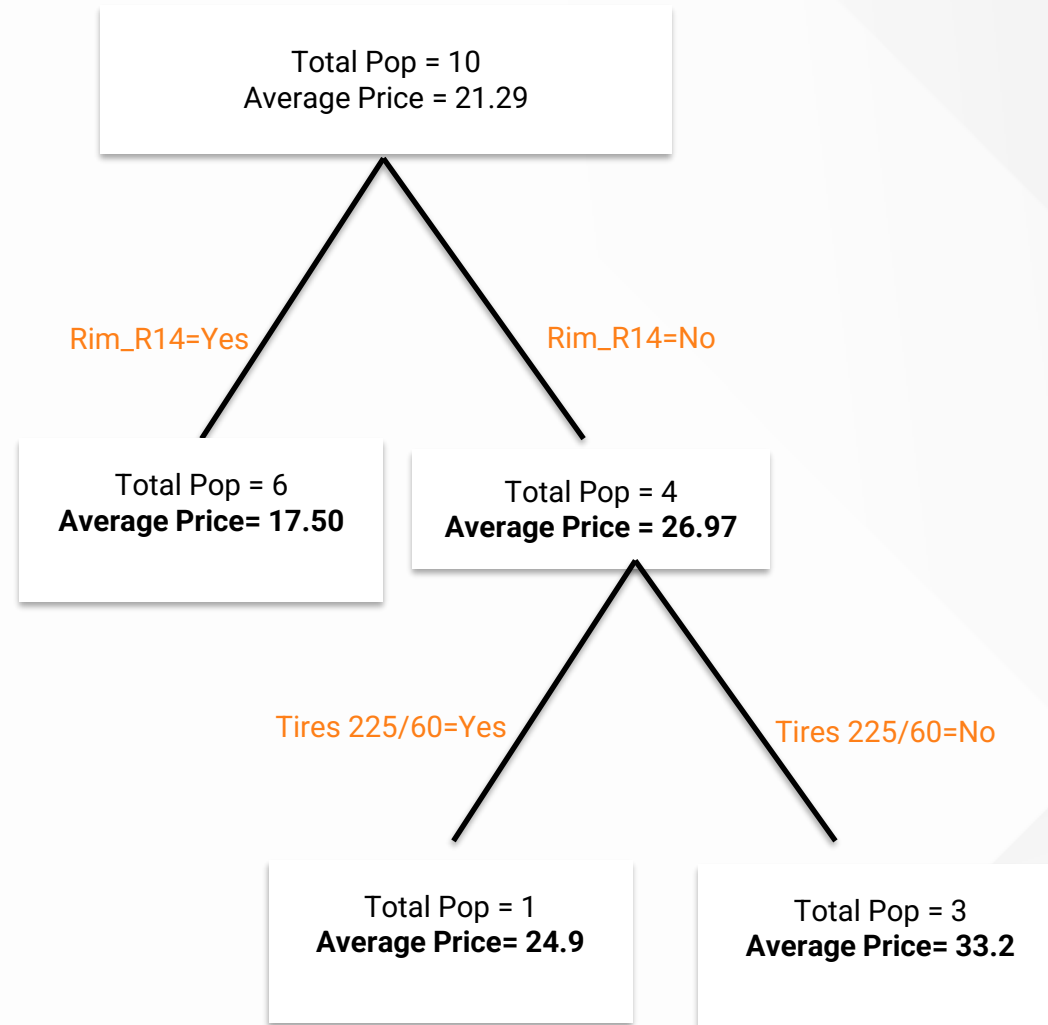 Total Pop = 10
Average Price = 21.29
Rim_R14=Yes
Rim_R14=No
Total Pop = 6
Average Price= 17.50
Total Pop = 4
Average Price = 26.97
Tires 225/60=Yes
Tires 225/60=No
Total Pop = 1
Average Price= 24.9
Total Pop = 3
Average Price= 33.2